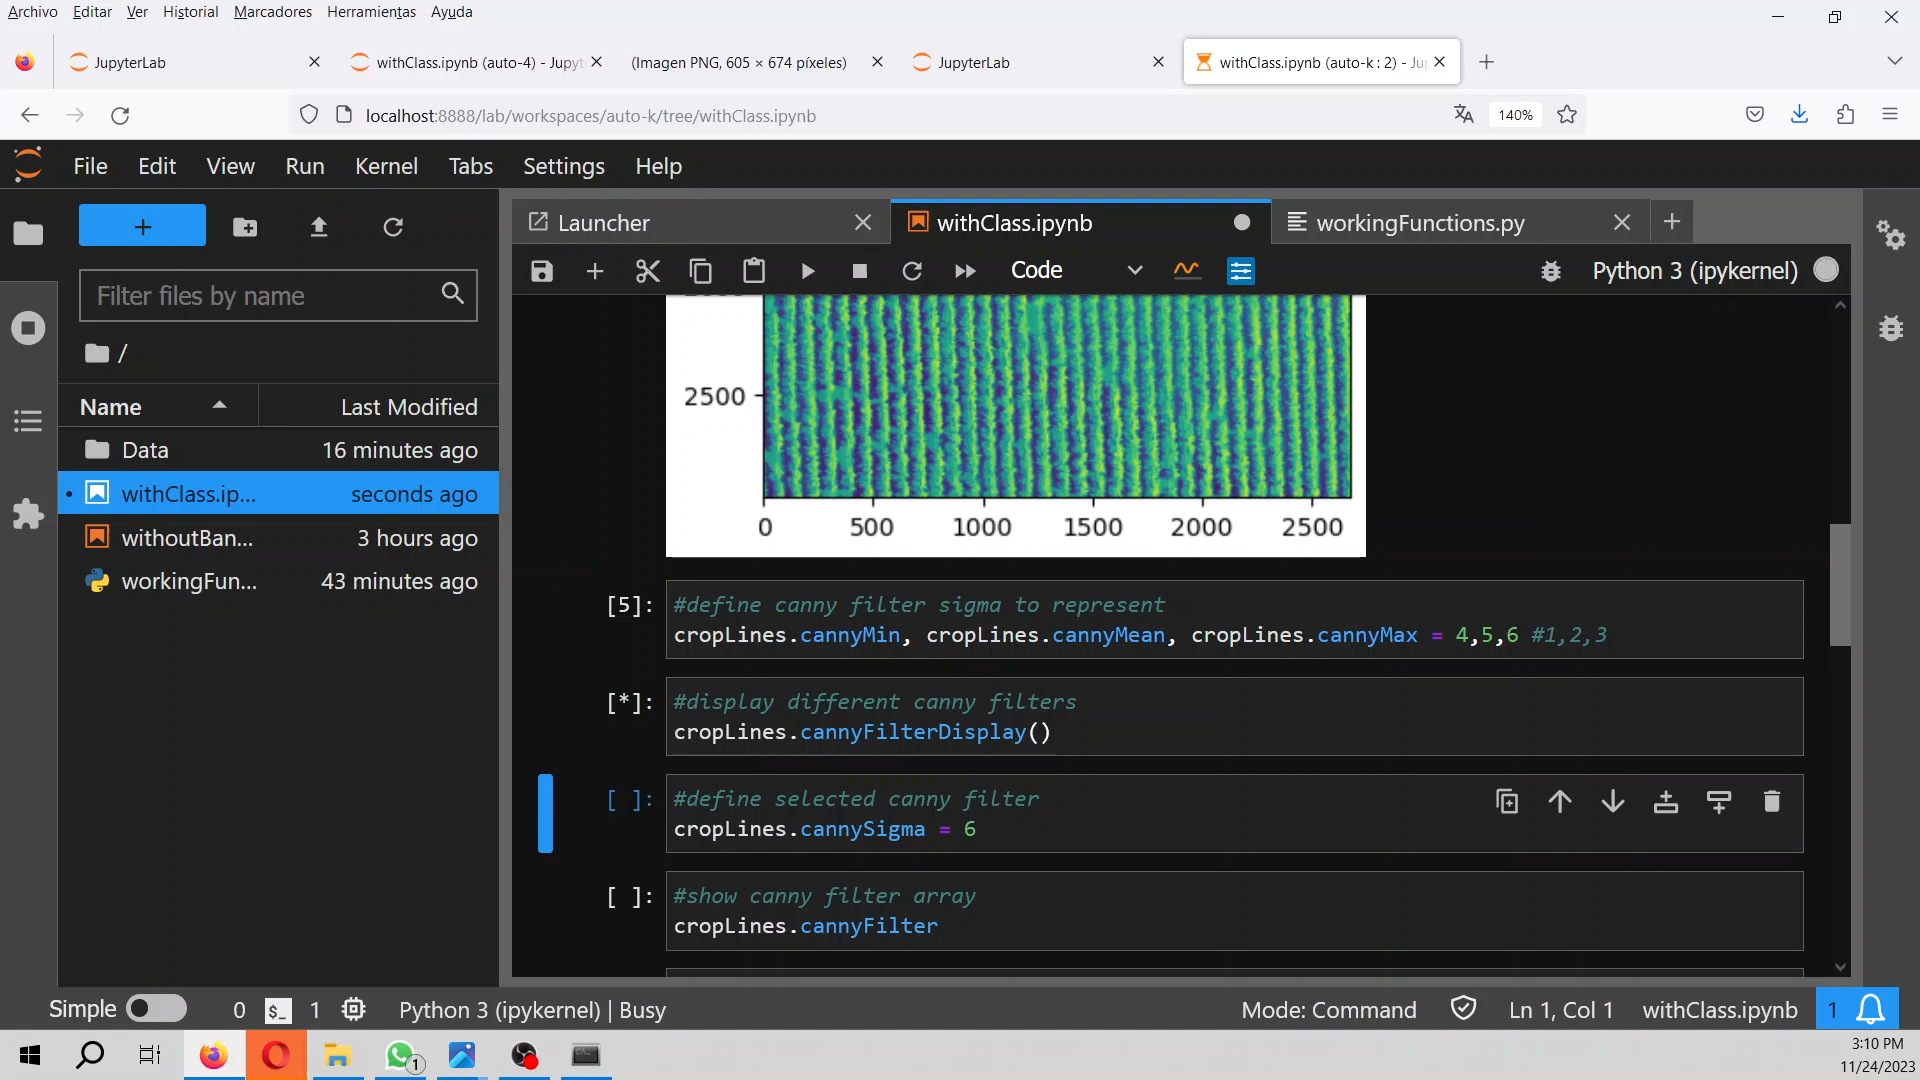 Archivo Editar Ver Historial Marcadores Herramientas Ayuda
JupyterLab
withClass.ipynb (auto-4) - Jupyt
(Imagen PNG, 605 × 674 píxeles)
JupyterLab
withClass.ipynb (auto-k : 2) - Ju
localhost:8888/lab/workspaces/auto-k/tree/withClass.ipynb
140%
File Edit View Run Kernel Tabs Settings Help
Launcher
withClass.ipynb
workingFunctions.py
Code
Python 3 (ipykernel)
Filter files by name
/
Name Last Modified
Data 16 minutes ago
withClass.ip... seconds ago
withoutBan... 3 hours ago
workingFun... 43 minutes ago
2500
0 500 1000 1500 2000 2500
[5]: #define canny filter sigma to represent
cropLines.cannyMin, cropLines.cannyMean, cropLines.cannyMax = 4,5,6 #1,2,3
[*]: #display different canny filters
cropLines.cannyFilterDisplay()
[ ]: #define selected canny filter
cropLines.cannySigma = 6
[ ]: #show canny filter array
cropLines.cannyFilter
Simple 0 $_ 1 Python 3 (ipykernel) | Busy Mode: Command Ln 1, Col 1 withClass.ipynb 1
1
3:10 PM
11/24/2023